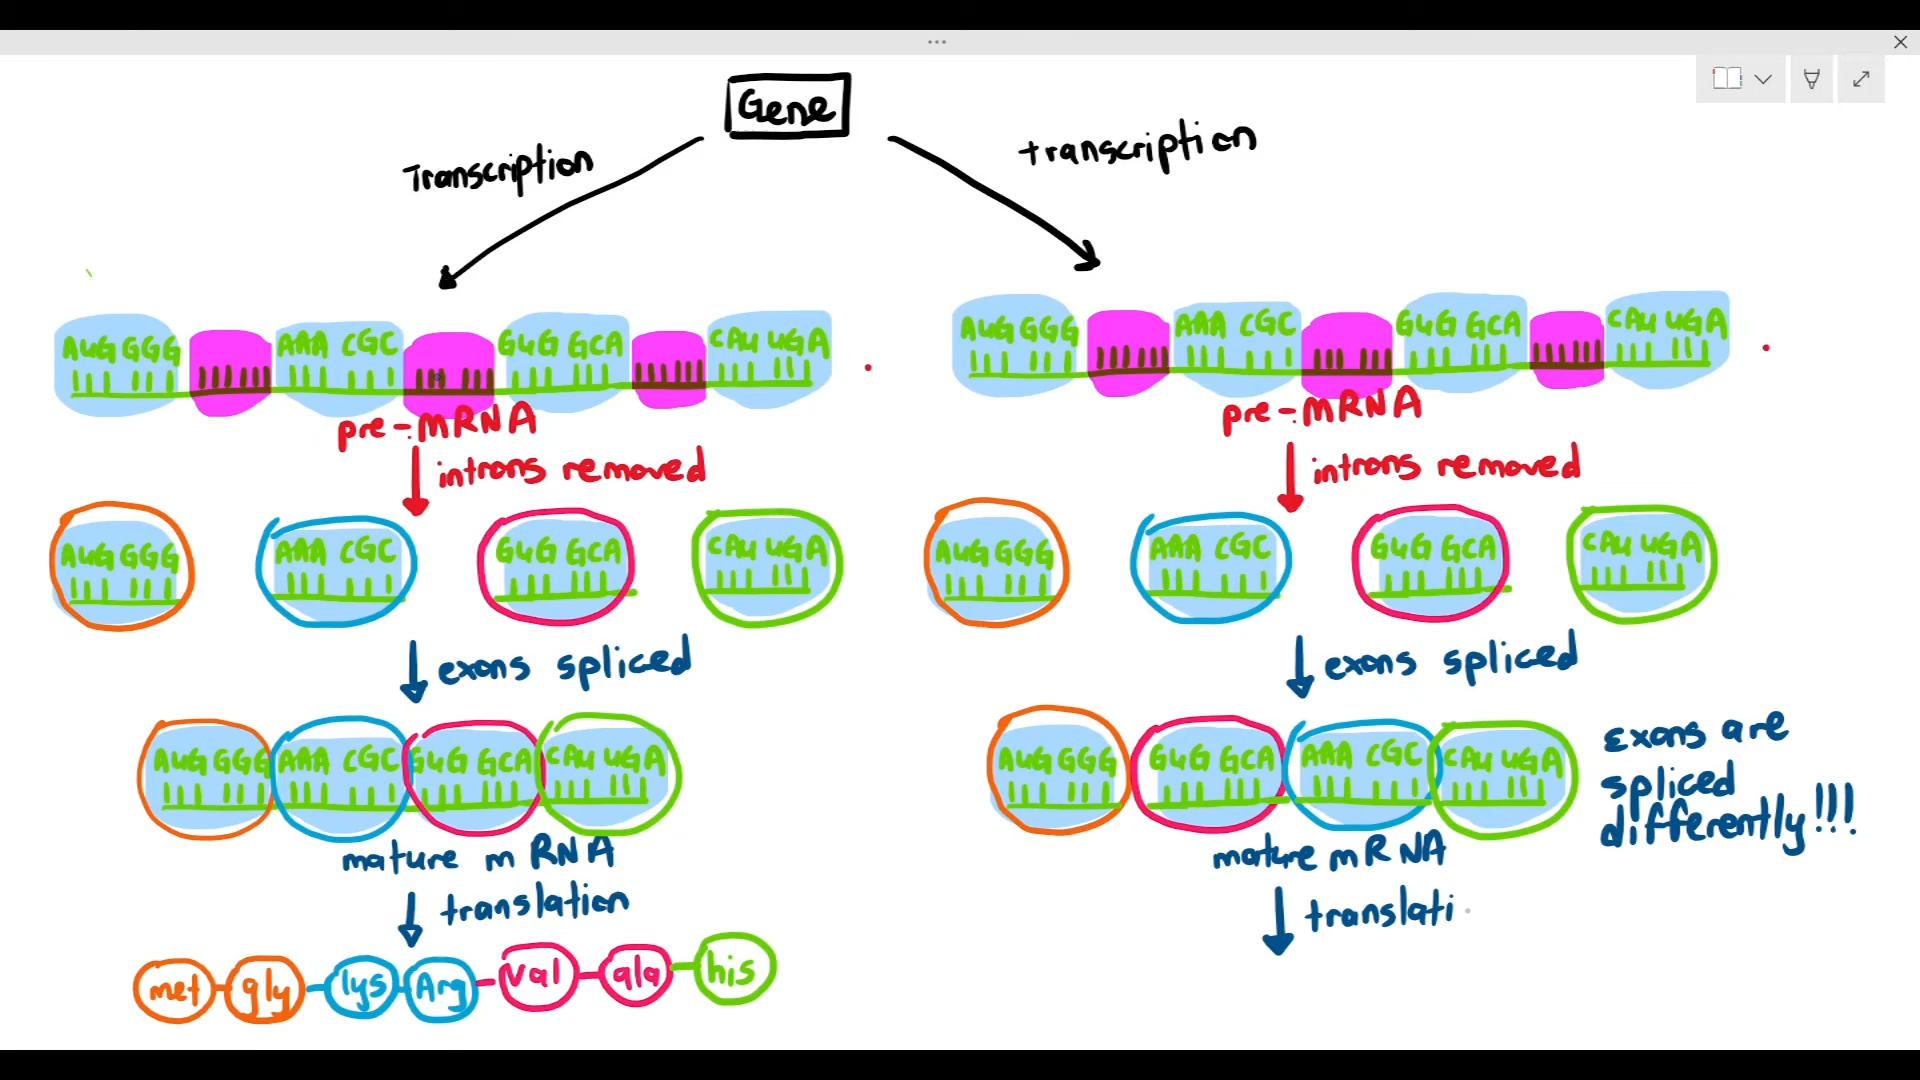 Gene
Transcription
transcription
AUG GGG AAA CGC GUG GCA CAU UGA
pre-mRNA
introns removed
AUG GGG AAA CGC GUG GCA CAU UGA
exons spliced
AUG GGG AAA CGC GUG GCA CAU UGA
mature mRNA
translation
met gly lys Arg val ala his
AUG GGG AAA CGC GUG GCA CAU UGA
pre-mRNA
introns removed
AUG GGG AAA CGC GUG GCA CAU UGA
exons spliced
AUG GGG GUG GCA AAA CGC CAU UGA
mature mRNA
translati
Exons are
spliced
differently!!!